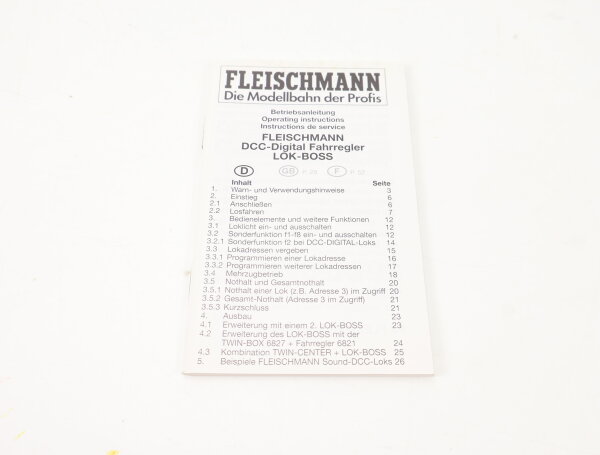 FLEISCHMANN
Die Modellbahn der Profis
Betriebsanleitung
Operating instructions
Instructions de service
FLEISCHMANN
DCC-Digital Fahrregler
LOK-BOSS
D GB P. 28 F P. 52
Inhalt Seite
1. Warn- und Verwendungshinweise 3
2. Einstieg 6
2.1 Anschließen 6
2.2 Losfahren 7
3. Bedienelemente und weitere Funktionen 12
3.1 Loklicht ein- und ausschalten 12
3.2 Sonderfunktion f1-f8 ein- und ausschalten 12
3.2.1 Sonderfunktion f2 bei DCC-DIGITAL-Loks 14
3.3 Lokadressen vergeben 15
3.3.1 Programmieren einer Lokadresse 16
3.3.2 Programmieren weiterer Lokadressen 17
3.4 Mehrzugbetrieb 18
3.5 Nothalt und Gesamtnothalt 20
3.5.1 Nothalt einer Lok (z.B. Adresse 3) im Zugriff 20
3.5.2 Gesamt-Nothalt (Adresse 3 im Zugriff) 21
3.5.3 Kurzschluss 21
4. Ausbau 23
4.1 Erweiterung mit einem 2. LOK-BOSS 23
4.2 Erweiterung des LOK-BOSS mit der
TWIN-BOX 6827 + Fahrregler 6821 24
4.3 Kombination TWIN-CENTER + LOK-BOSS 25
5. Beispiele FLEISCHMANN Sound-DCC-Loks 26